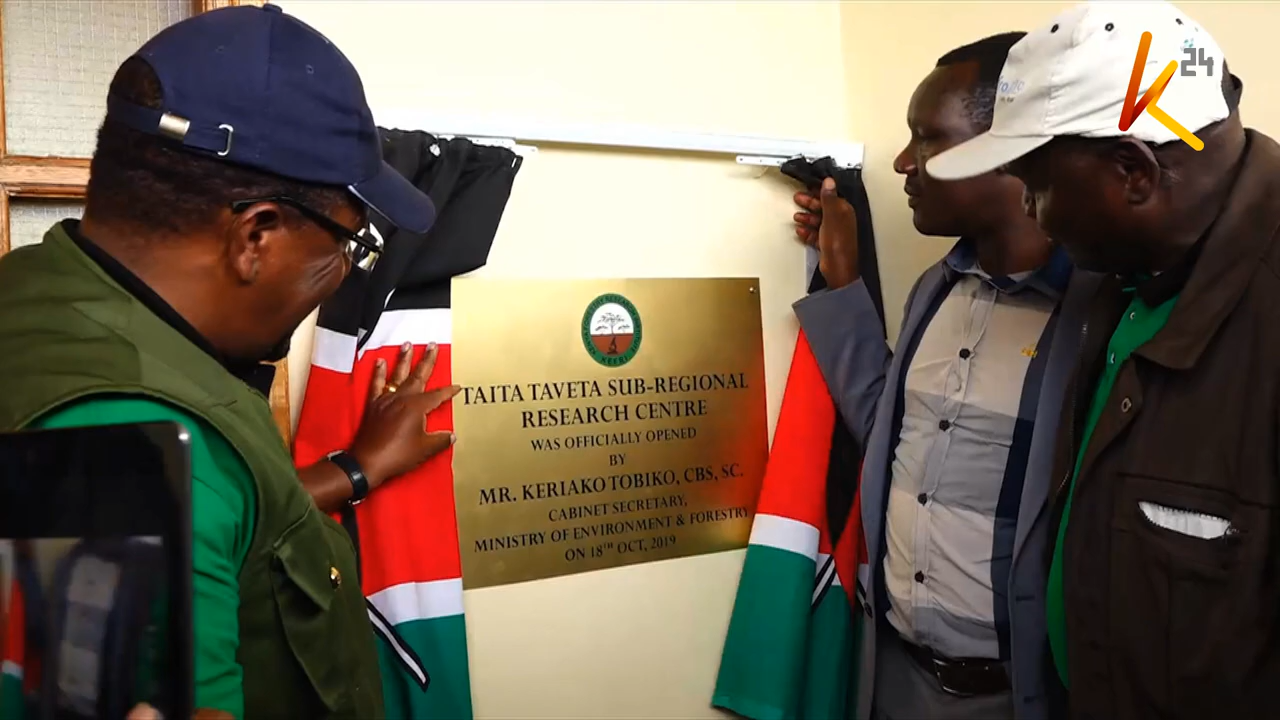 24
TAITA TAVETA SUB-REGIONAL
RESEARCH CENTRE
WAS OFFICIALLY OPENED
BY
MR. KERIAKO TOBIKO, CBS, SC.
CABINET SECRETARY,
MINISTRY OF ENVIRONMENT & FORESTRY
ON 18TH OCT, 2019